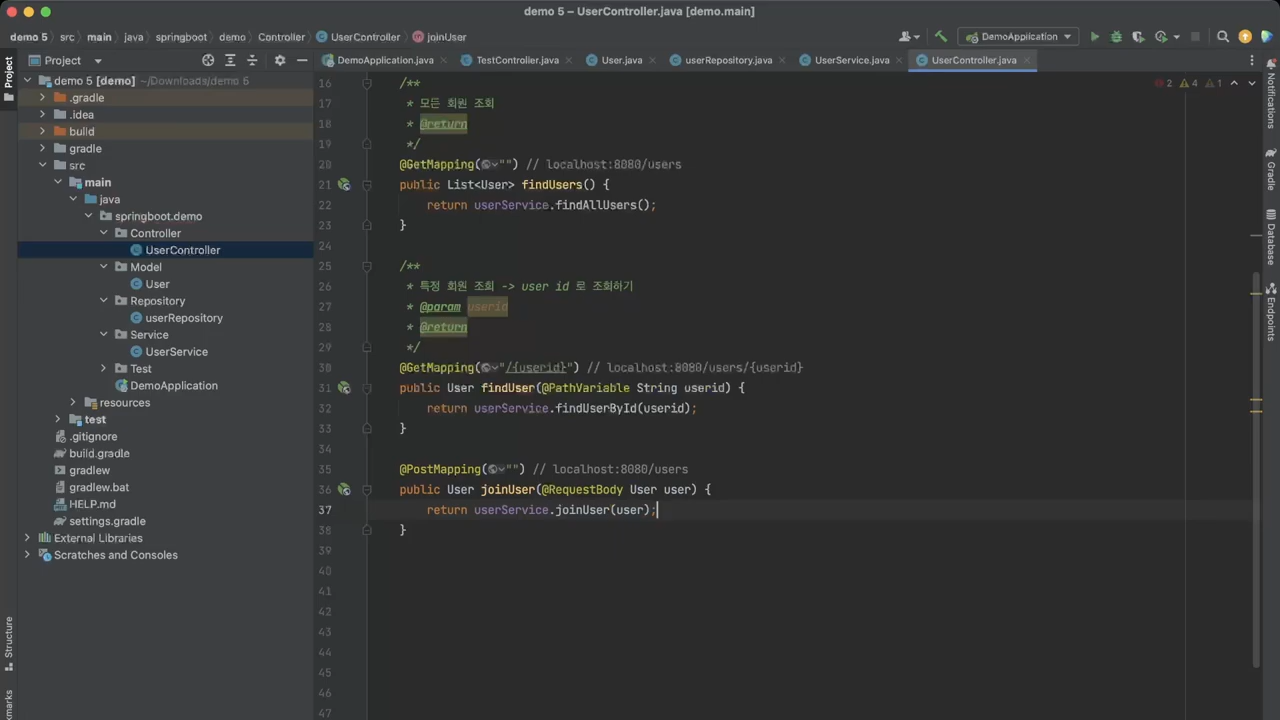 demo 5 – UserController.java [demo.main]
demo 5 src main java springboot demo Controller UserController joinUser
DemoApplication
Project
DemoApplication.java TestController.java User.java userRepository.java UserService.java UserController.java
demo 5 [demo] ~/Downloads/demo 5
.gradle
.idea
build
gradle
src
main
java
springboot.demo
Controller
UserController
Model
User
Repository
userRepository
Service
UserService
Test
DemoApplication
resources
test
.gitignore
build.gradle
gradlew
gradlew.bat
HELP.md
settings.gradle
External Libraries
Scratches and Consoles
2 4 1
16 /**
17 * 모든 회원 조회
18 * @return
19 */
20 @GetMapping("") // localhost:8080/users
21 public List<User> findUsers() {
22 return userService.findAllUsers();
23 }
24
25 /**
26 * 특정 회원 조회 -> user id 로 조회하기
27 * @param userid
28 * @return
29 */
30 @GetMapping("/{userid}") // localhost:8080/users/{userid}
31 public User findUser(@PathVariable String userid) {
32 return userService.findUserById(userid);
33 }
34
35 @PostMapping("") // localhost:8080/users
36 public User joinUser(@RequestBody User user) {
37 return userService.joinUser(user);
38 }
39
40
41
42
43
44
45
46
47
Project
Structure
Notifications
Gradle
Database
Endpoints